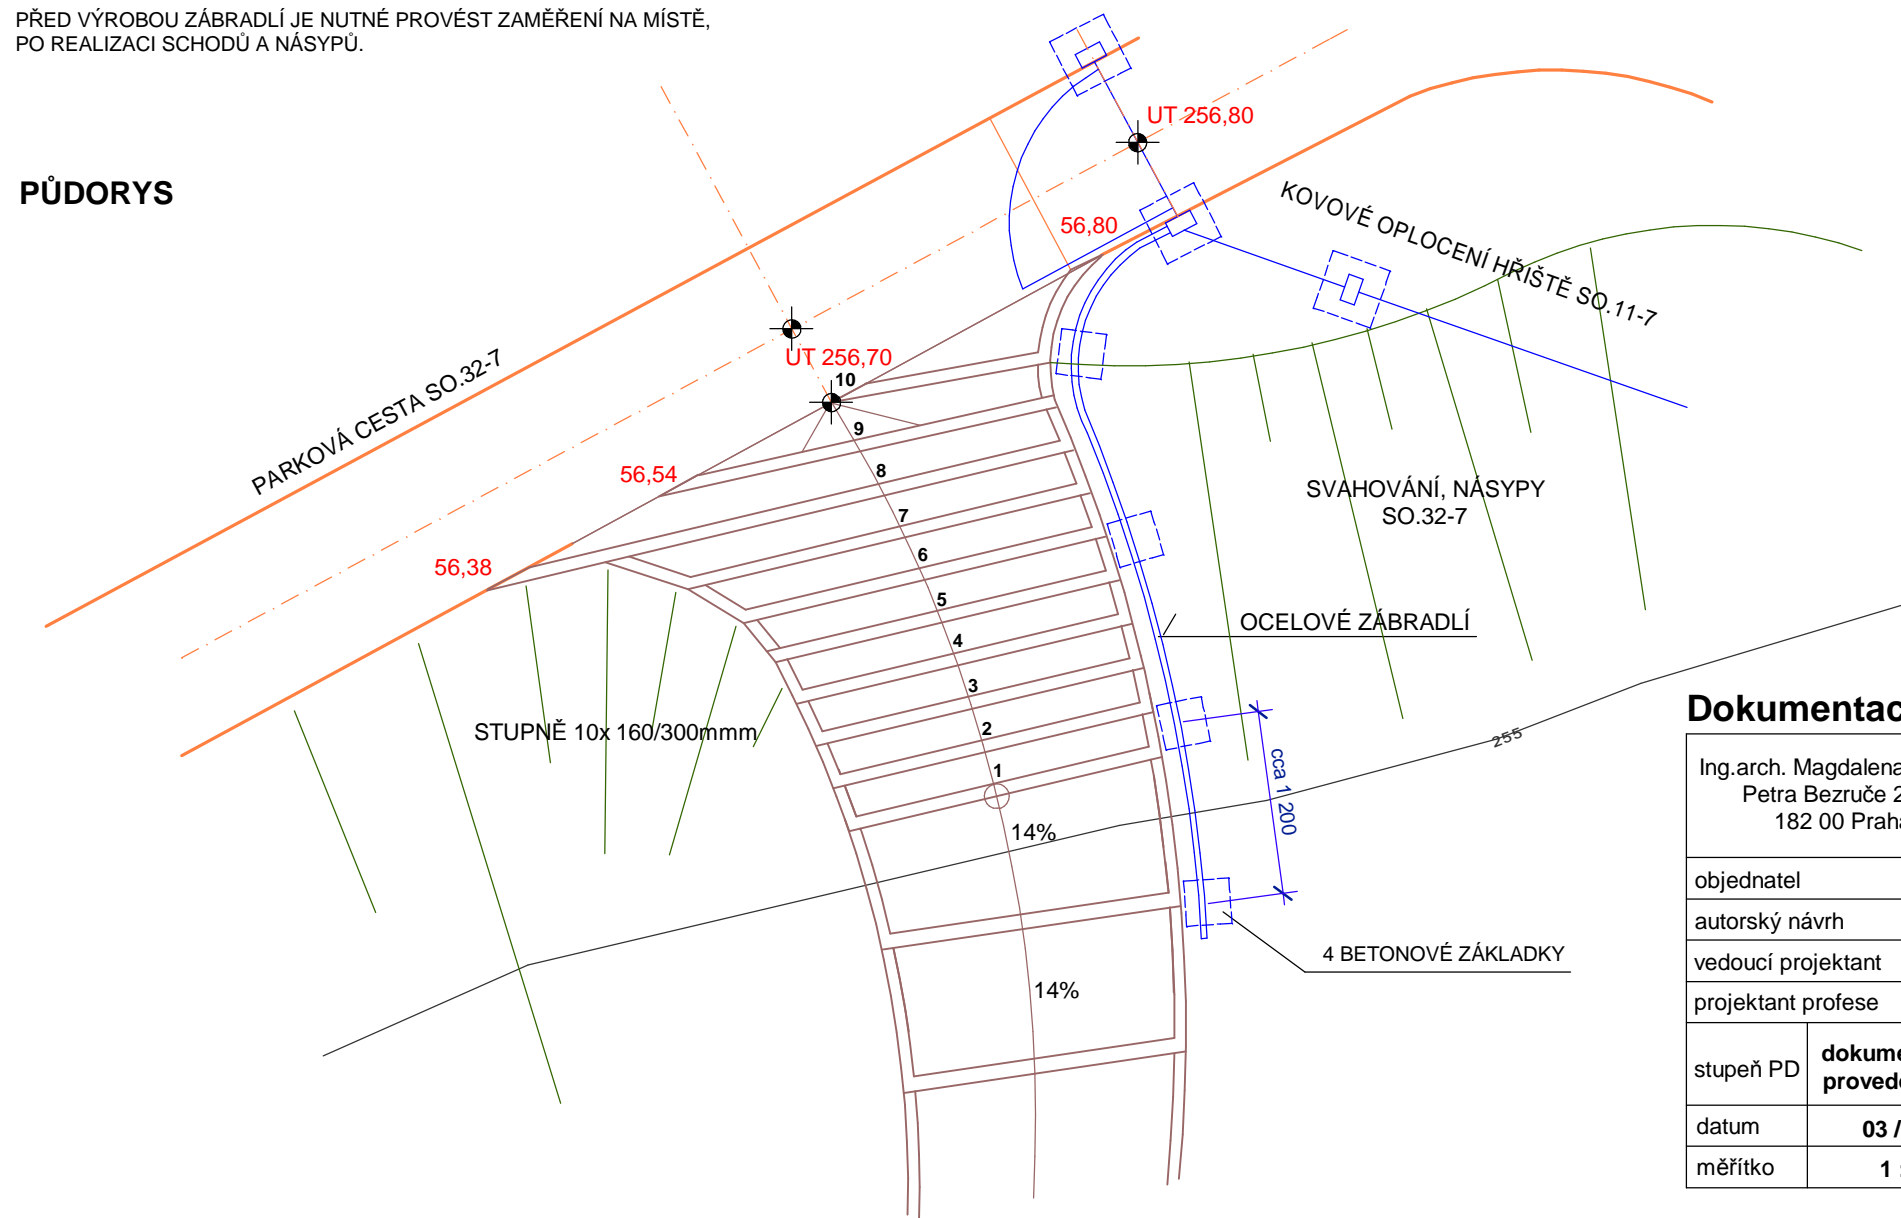 PŘED VÝROBOU ZÁBRADLÍ JE NUTNÉ PROVÉST ZAMĚŘENÍ NA MÍSTĚ,
PO REALIZACI SCHODŮ A NÁSYPŮ.
PŮDORYS
UT 256,80
KOVOVÉ OPLOCENÍ HŘIŠTĚ SO.11-7
56,80
UT 256,70
PARKOVÁ CESTA SO.32-7
10
9
56,54
8
SVAHOVÁNÍ, NÁSYPY
SO.32-7
7
6
56,38
5
OCELOVÉ ZÁBRADLÍ
4
3
STUPNĚ 10x 160/300mmm
2
1
255
cca 1 200
14%
4 BETONOVÉ ZÁKLADKY
14%
Dokumentac
Ing.arch. Magdalena
Petra Bezruče 2
182 00 Praha
objednatel
autorský návrh
vedoucí projektant
projektant profese
stupeň PD
dokume
provede
datum
03 /
měřítko
1 :